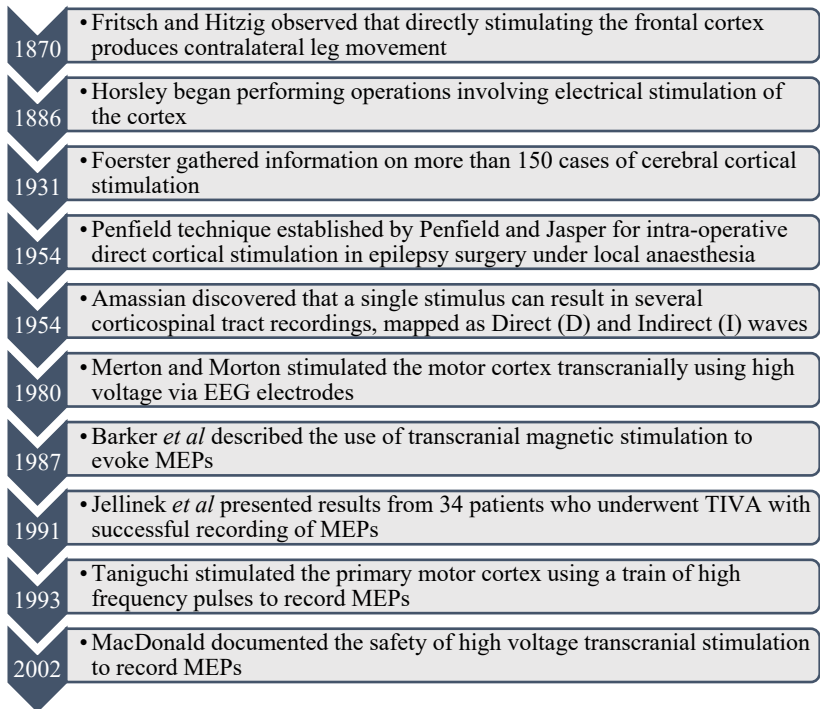 • Fritsch and Hitzig observed that directly stimulating the frontal cortex
1870 produces contralateral leg movement
• Horsley began performing operations involving electrical stimulation of
1886 the cortex
• Foerster gathered information on more than 150 cases of cerebral cortical
1931 stimulation
• Penfield technique established by Penfield and Jasper for intra-operative
1954 direct cortical stimulation in epilepsy surgery under local anaesthesia
• Amassian discovered that a single stimulus can result in several
1954 corticospinal tract recordings, mapped as Direct (D) and Indirect (I) waves
• Merton and Morton stimulated the motor cortex transcranially using high
1980 voltage via EEG electrodes
• Barker et al described the use of transcranial magnetic stimulation to
1987 evoke MEPs
• Jellinek et al presented results from 34 patients who underwent TIVA with
1991 successful recording of MEPs
• Taniguchi stimulated the primary motor cortex using a train of high
1993 frequency pulses to record MEPs
• MacDonald documented the safety of high voltage transcranial stimulation
2002 to record MEPs